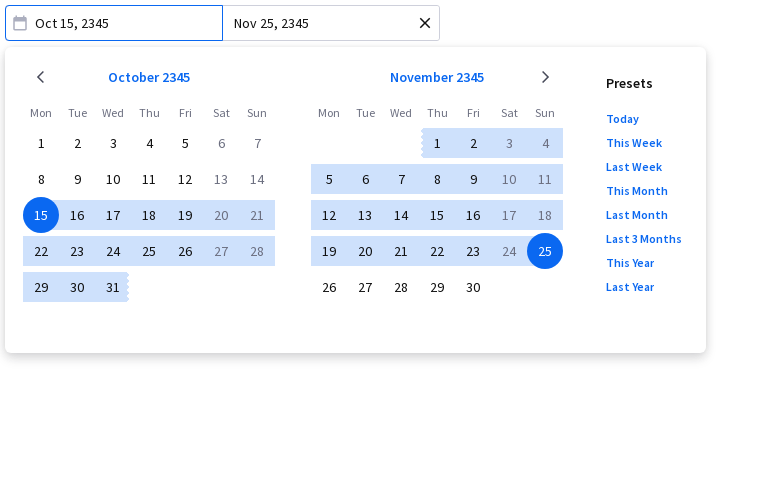 Oct 15, 2345 Nov 25, 2345
October 2345
Mon Tue Wed Thu Fri Sat Sun
1 2 3 4 5 6 7
8 9 10 11 12 13 14
15 16 17 18 19 20 21
22 23 24 25 26 27 28
29 30 31
November 2345
Mon Tue Wed Thu Fri Sat Sun
1 2 3 4
5 6 7 8 9 10 11
12 13 14 15 16 17 18
19 20 21 22 23 24 25
26 27 28 29 30
Presets
Today
This Week
Last Week
This Month
Last Month
Last 3 Months
This Year
Last Year